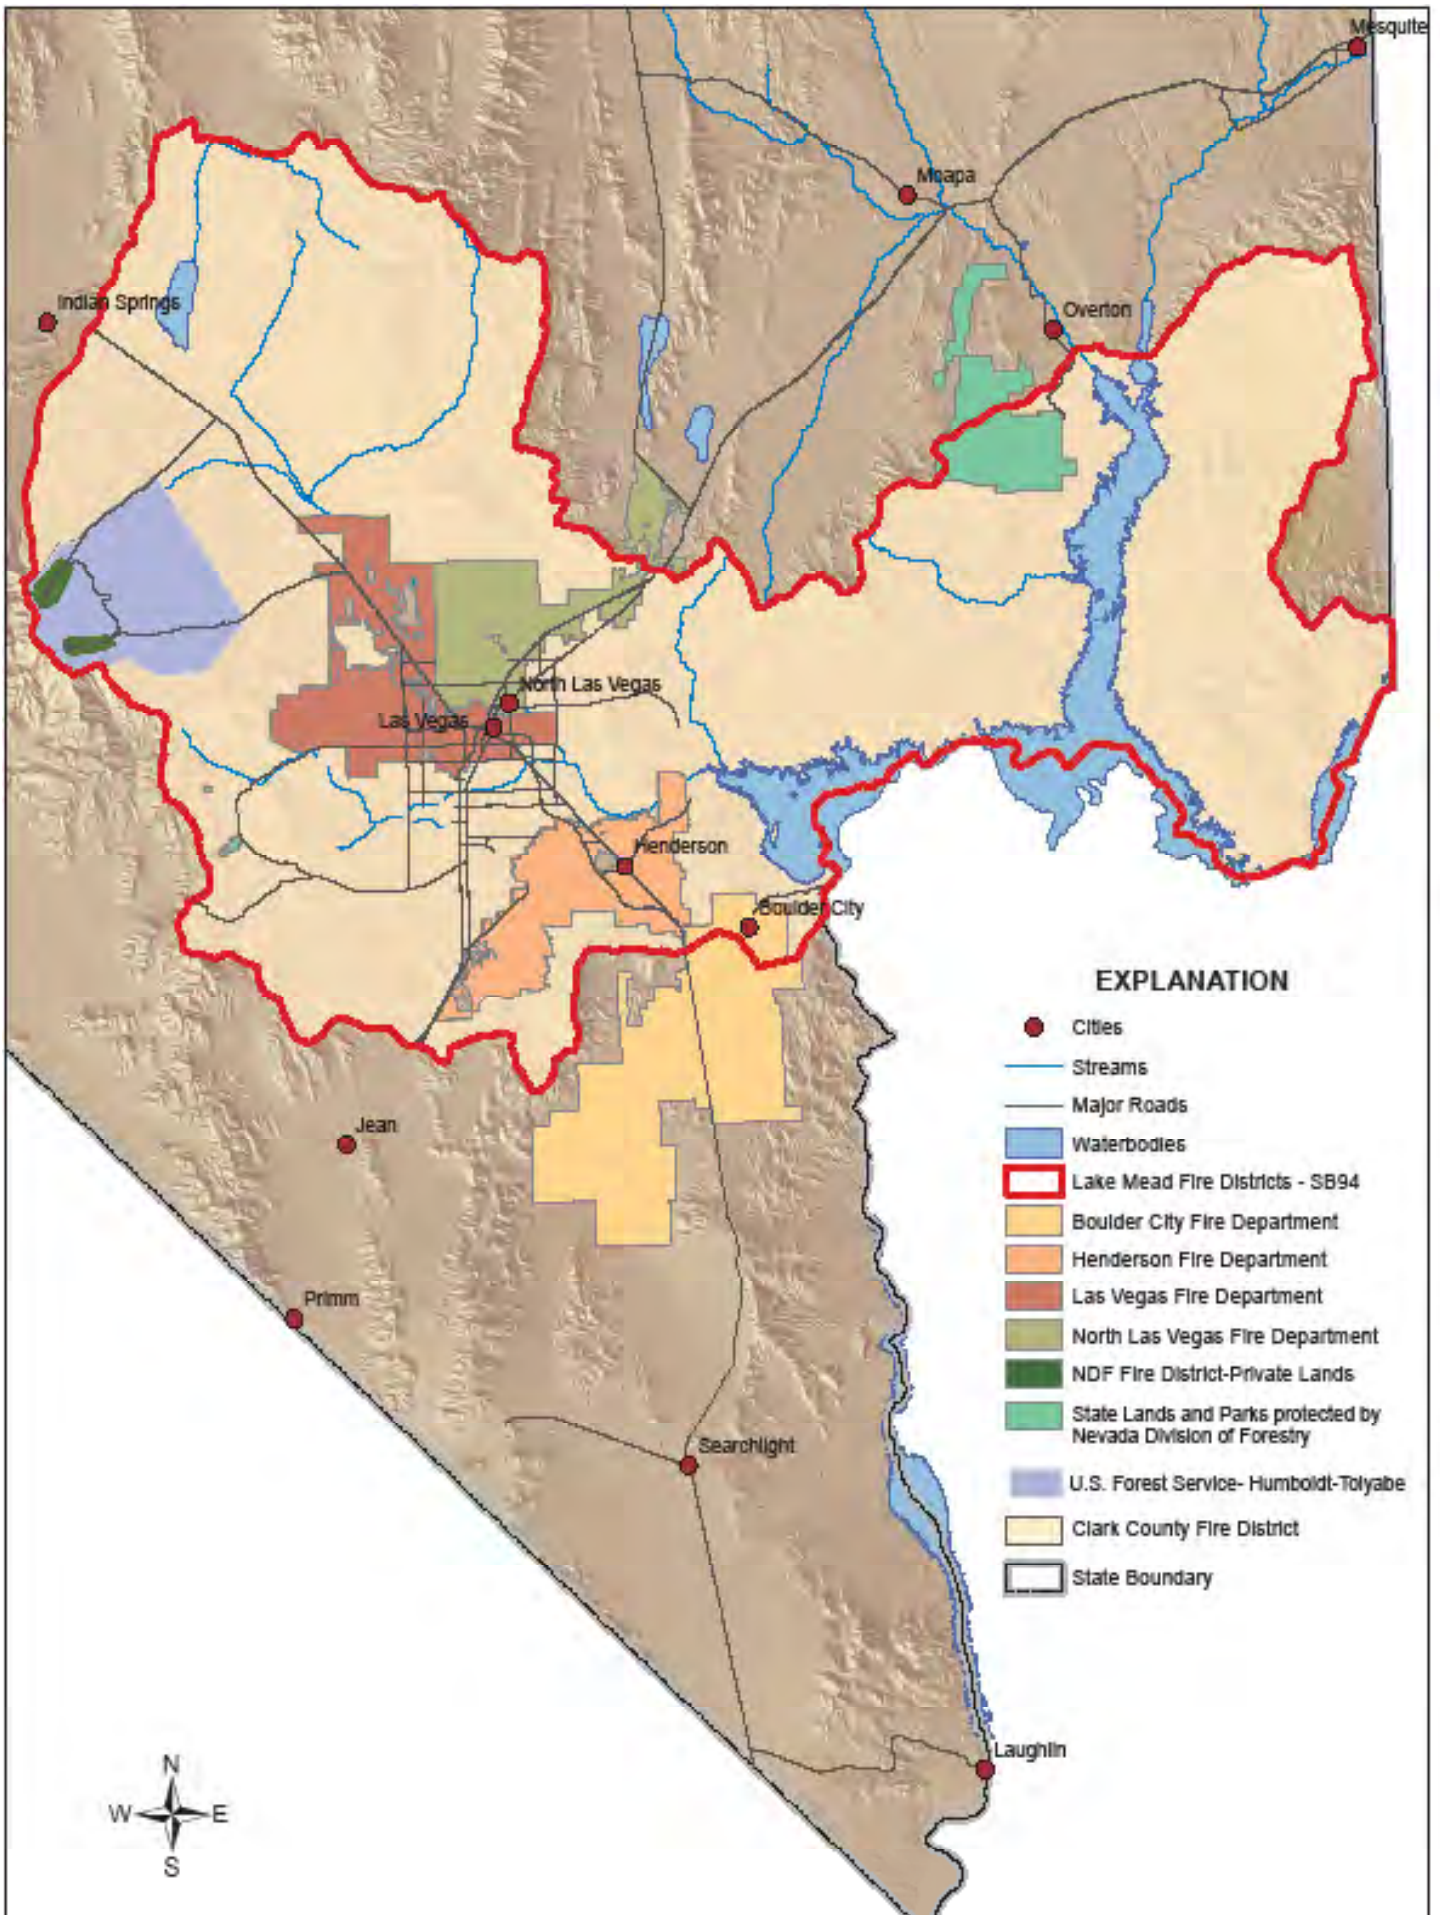 Mesquite
Moapa
Indian Springs
Overton
North Las Vegas
Las Vegas
Henderson
Boulder City
Jean
Primm
Searchlight
Laughlin
EXPLANATION
Cities
Streams
Major Roads
Waterbodies
Lake Mead Fire Districts - SB94
Boulder City Fire Department
Henderson Fire Department
Las Vegas Fire Department
North Las Vegas Fire Department
NDF Fire District-Private Lands
State Lands and Parks protected by
Nevada Division of Forestry
U.S. Forest Service- Humboldt-Toiyabe
Clark County Fire District
State Boundary
N
W E
S